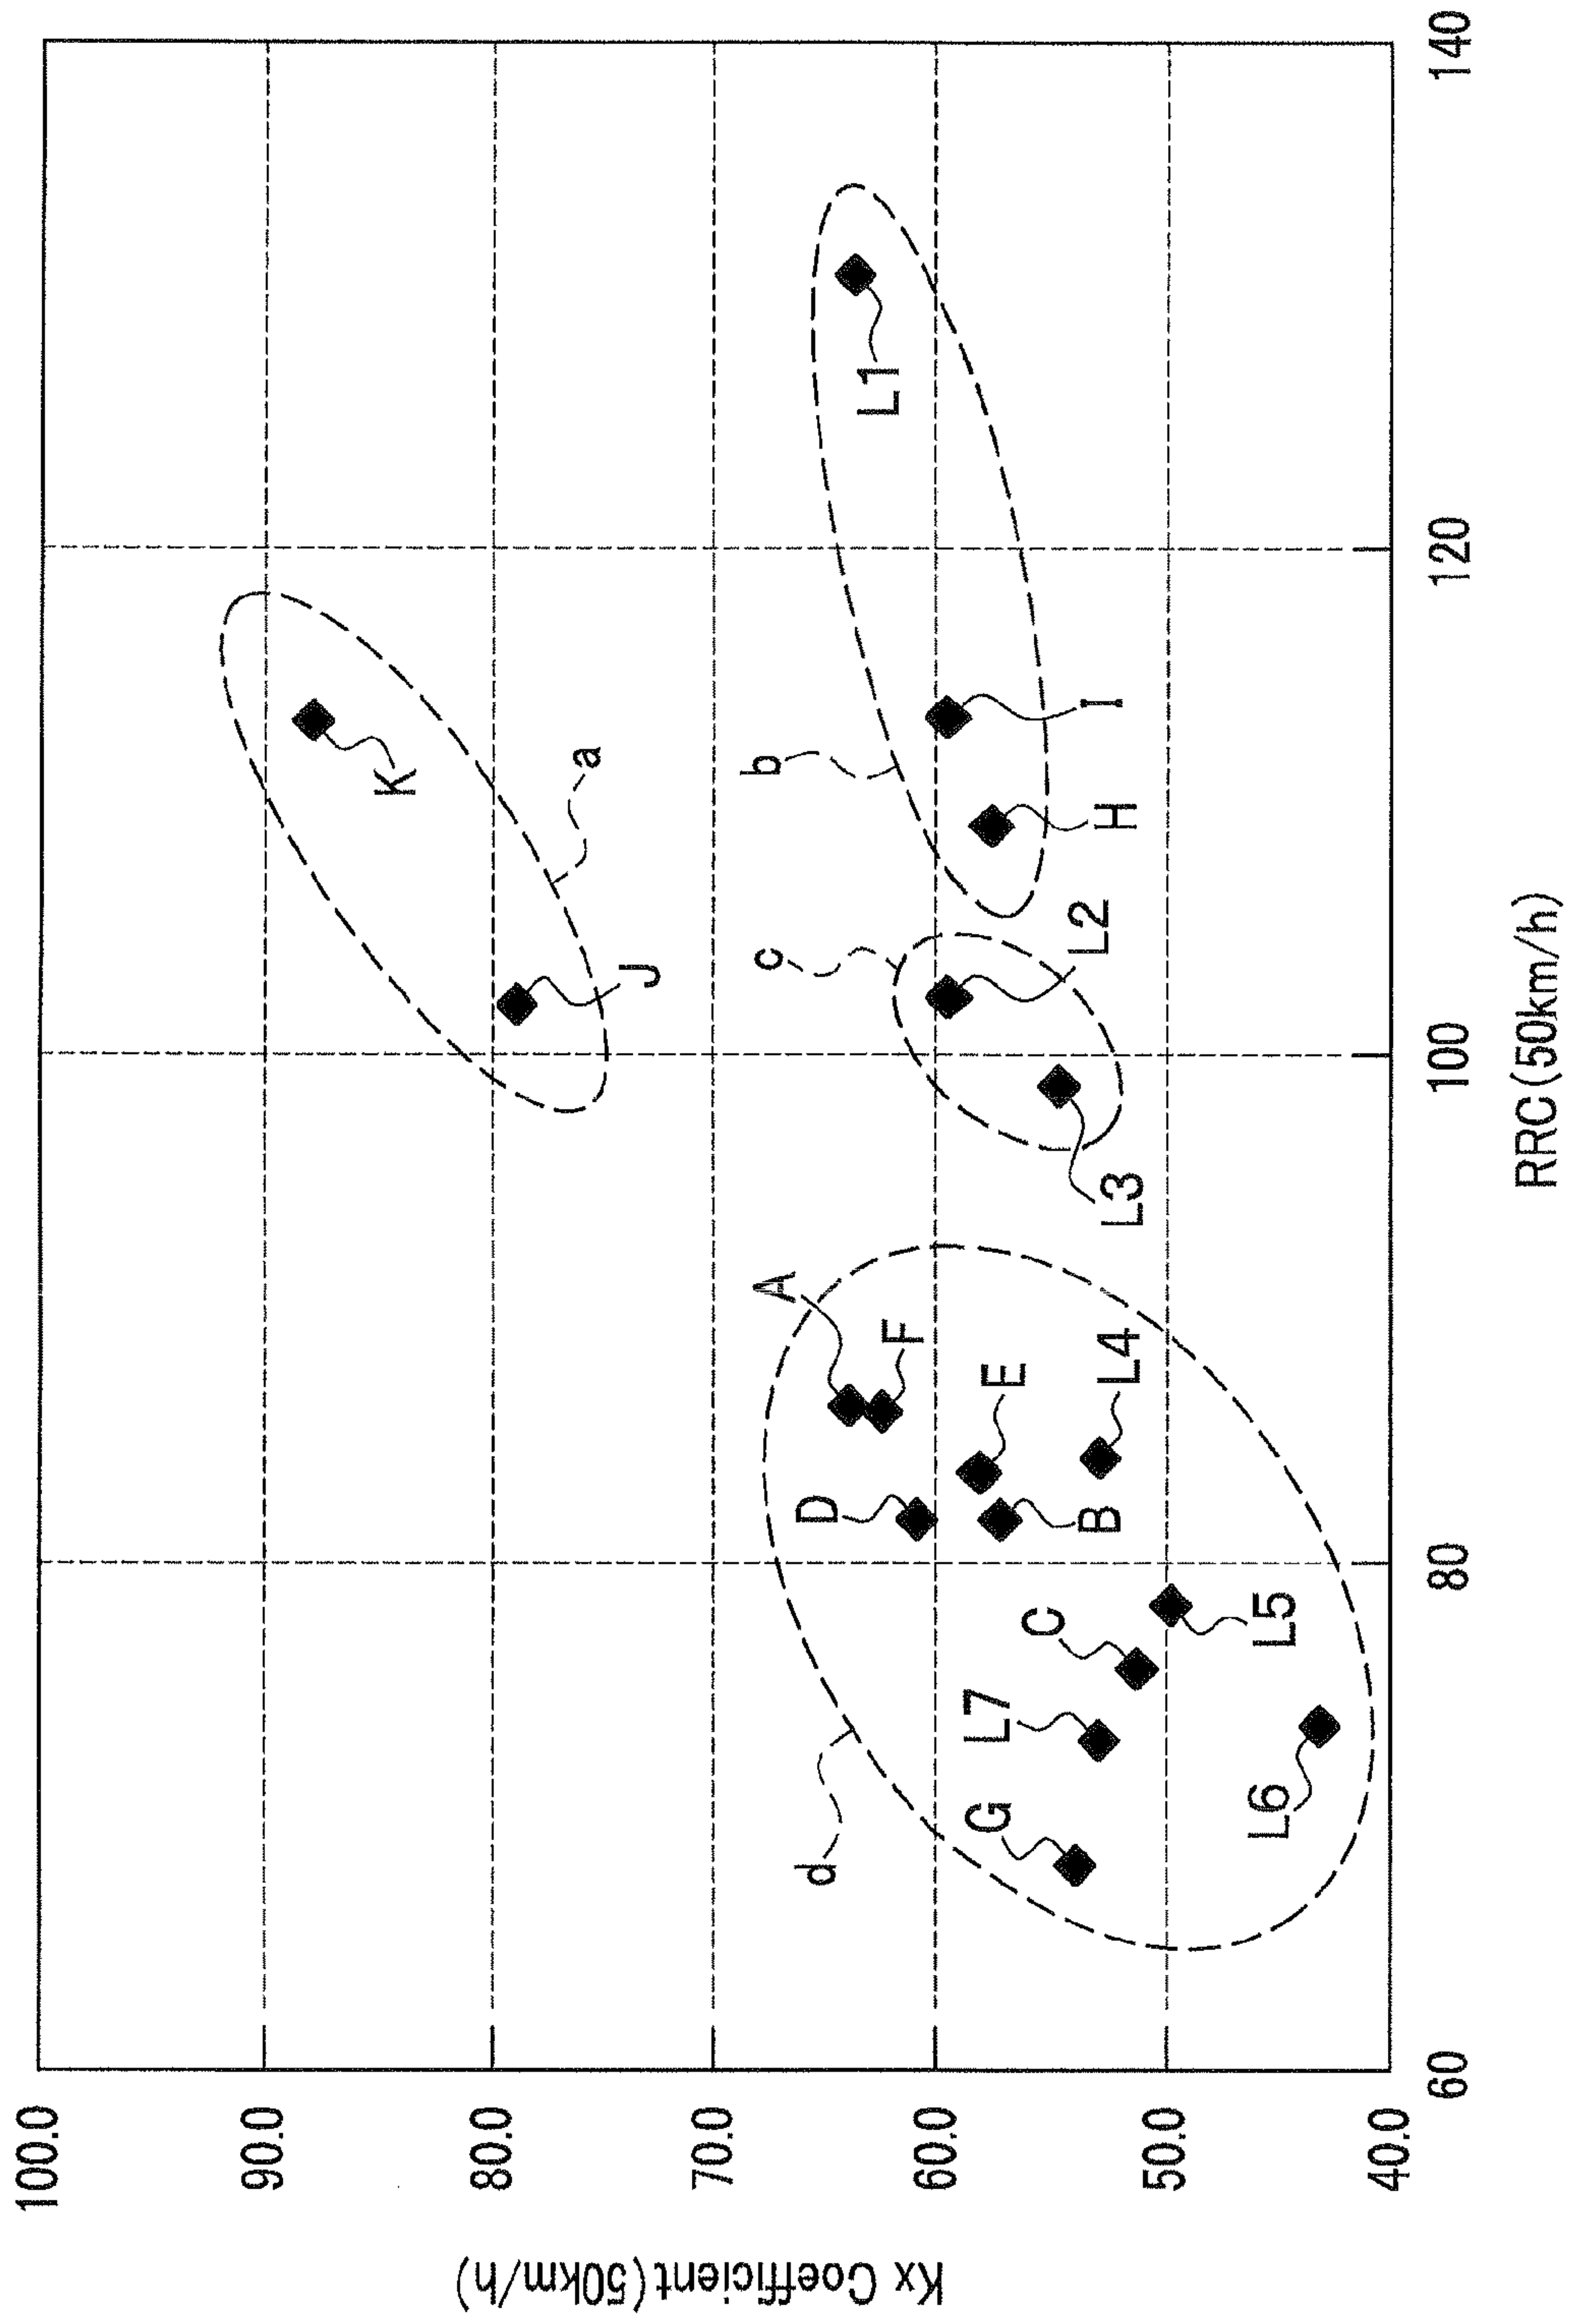 Kx Coefficient (50km/h)
100.0
90.0
80.0
70.0
60.0
50.0
40.0
K
a
J
b
L1
c
I
H
L2
L3
A
F
D
E
L4
B
d
C
L5
L7
G
L6
60
80
100
120
140
RRC (50km/h)